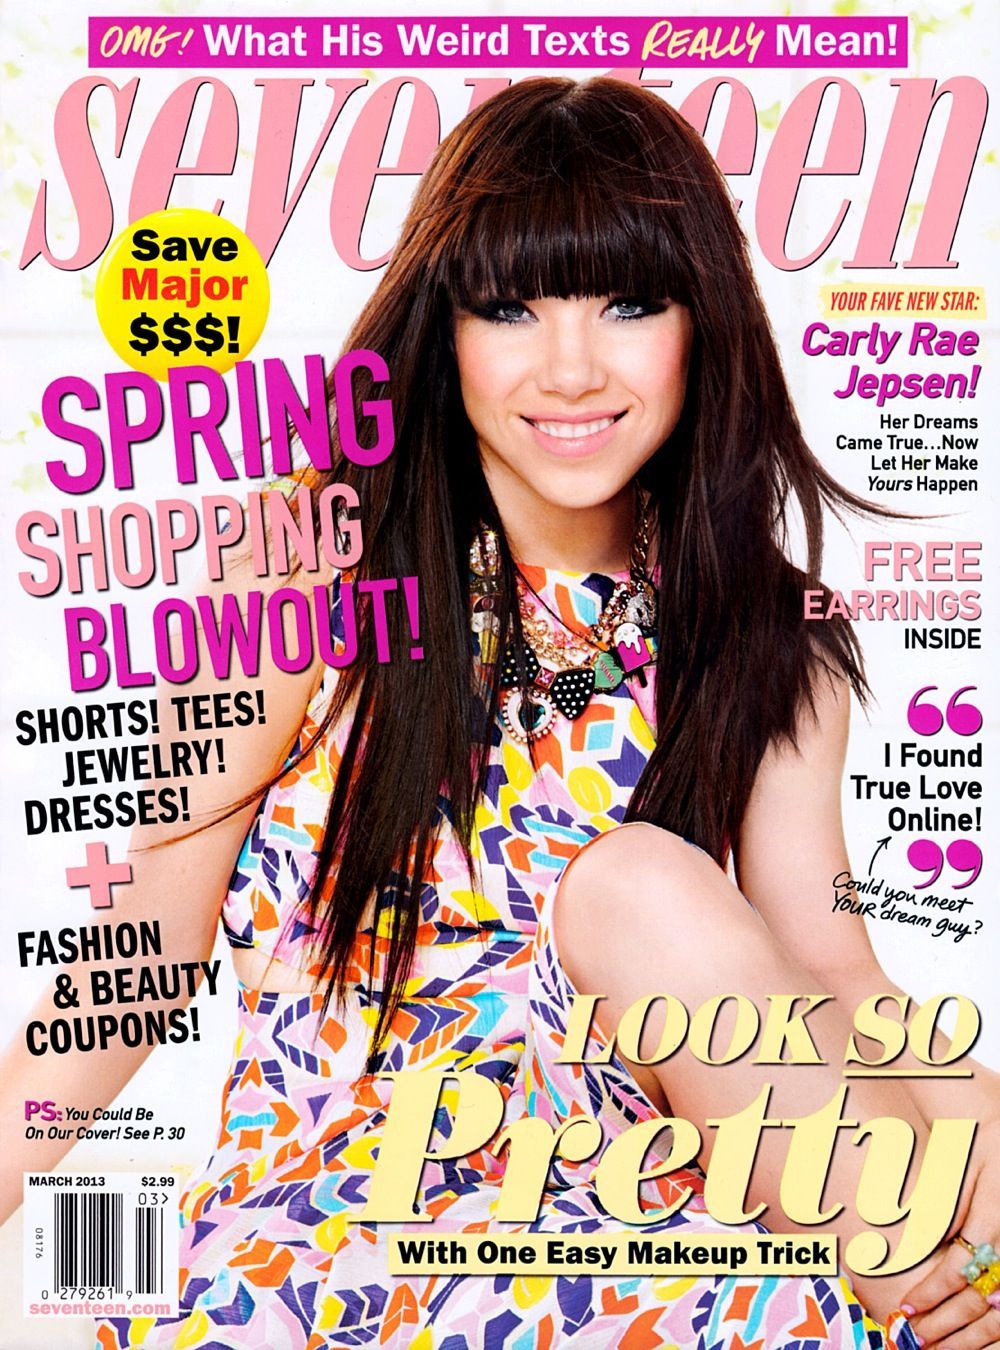 OMG! What His Weird Texts REALLY Mean!
seventeen
Save
Major
$$$!
SPRING
SHOPPING
BLOWOUT!
SHORTS! TEES!
JEWELRY!
DRESSES!
+
FASHION
& BEAUTY
COUPONS!
PS: You Could Be
On Our Cover! See P. 30
YOUR FAVE NEW STAR:
Carly Rae
Jepsen!
Her Dreams
Came True...Now
Let Her Make
Yours Happen
FREE
EARRINGS
INSIDE
“
I Found
True Love
Online!
”
Could you meet
YOUR dream guy?
LOOK SO
Pretty
With One Easy Makeup Trick
MARCH 2013 $2.99
03>
08176
0 279261 9
seventeen.com